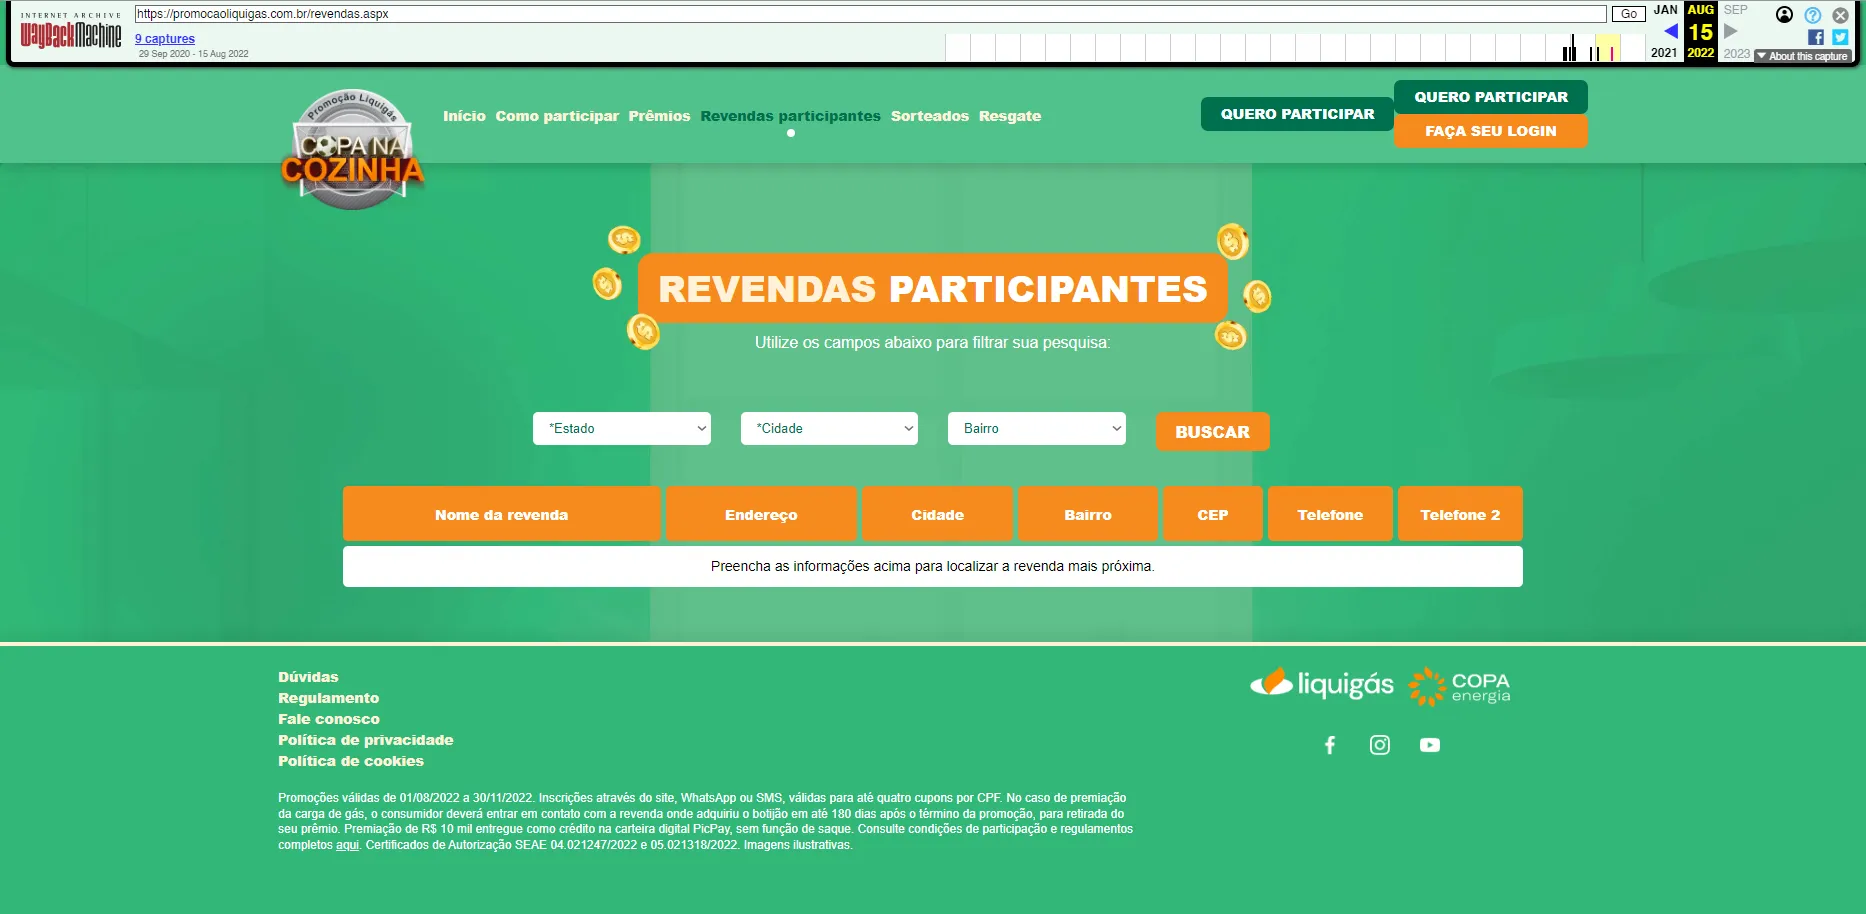 INTERNET ARCHIVE
WayBackMachine
https://promocaoliquigas.com.br/revendas.aspx
Go
JAN
AUG
SEP
9 captures
15
29 Sep 2020 - 15 Aug 2022
2021
2022
2023
About this capture
Promoção Liquigás
COPA NA
COZINHA
Início
Como participar
Prêmios
Revendas participantes
Sorteados
Resgate
QUERO PARTICIPAR
QUERO PARTICIPAR
FAÇA SEU LOGIN
REVENDAS PARTICIPANTES
Utilize os campos abaixo para filtrar sua pesquisa:
*Estado
*Cidade
Bairro
BUSCAR
Nome da revenda
Endereço
Cidade
Bairro
CEP
Telefone
Telefone 2
Preencha as informações acima para localizar a revenda mais próxima.
Dúvidas
Regulamento
Fale conosco
Política de privacidade
Política de cookies
liquigás
COPA
energia
Promoções válidas de 01/08/2022 a 30/11/2022. Inscrições através do site, WhatsApp ou SMS, válidas para até quatro cupons por CPF. No caso de premiação
da carga de gás, o consumidor deverá entrar em contato com a revenda onde adquiriu o botijão em até 180 dias após o término da promoção, para retirada do
seu prêmio. Premiação de R$ 10 mil entregue como crédito na carteira digital PicPay, sem função de saque. Consulte condições de participação e regulamentos
completos aqui. Certificados de Autorização SEAE 04.021247/2022 e 05.021318/2022. Imagens ilustrativas.